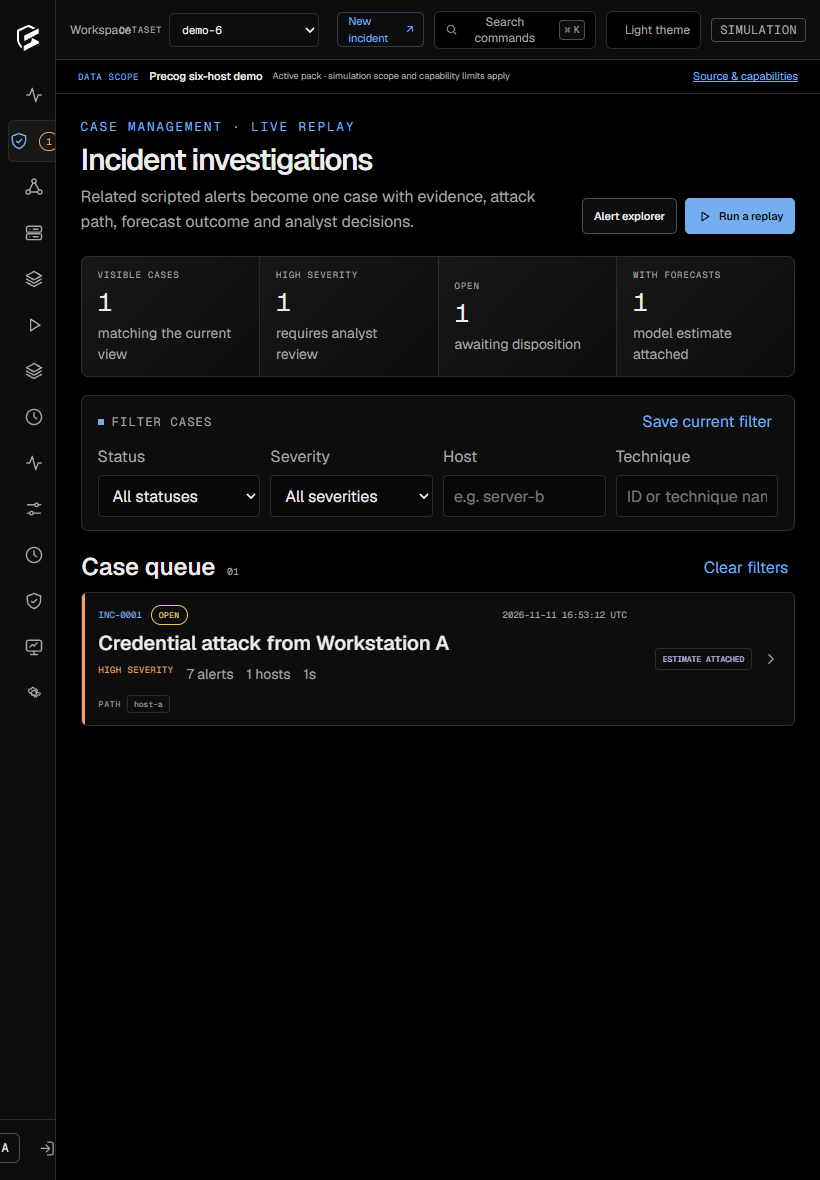 Workspace DATASET demo-6 New incident Search commands ⌘ K Light theme SIMULATION
DATA SCOPE Precog six-host demo Active pack · simulation scope and capability limits apply Source & capabilities
1
CASE MANAGEMENT · LIVE REPLAY
Incident investigations
Related scripted alerts become one case with evidence, attack
path, forecast outcome and analyst decisions.
Alert explorer Run a replay
VISIBLE CASES
1
matching the current
view
HIGH SEVERITY
1
requires analyst
review
OPEN
1
awaiting disposition
WITH FORECASTS
1
model estimate
attached
FILTER CASES Save current filter
Status Severity Host Technique
All statuses All severities e.g. server-b ID or technique nam
Case queue 01 Clear filters
INC-0001 OPEN 2026-11-11 16:53:12 UTC
Credential attack from Workstation A
HIGH SEVERITY 7 alerts 1 hosts 1s
ESTIMATE ATTACHED
PATH host-a
A